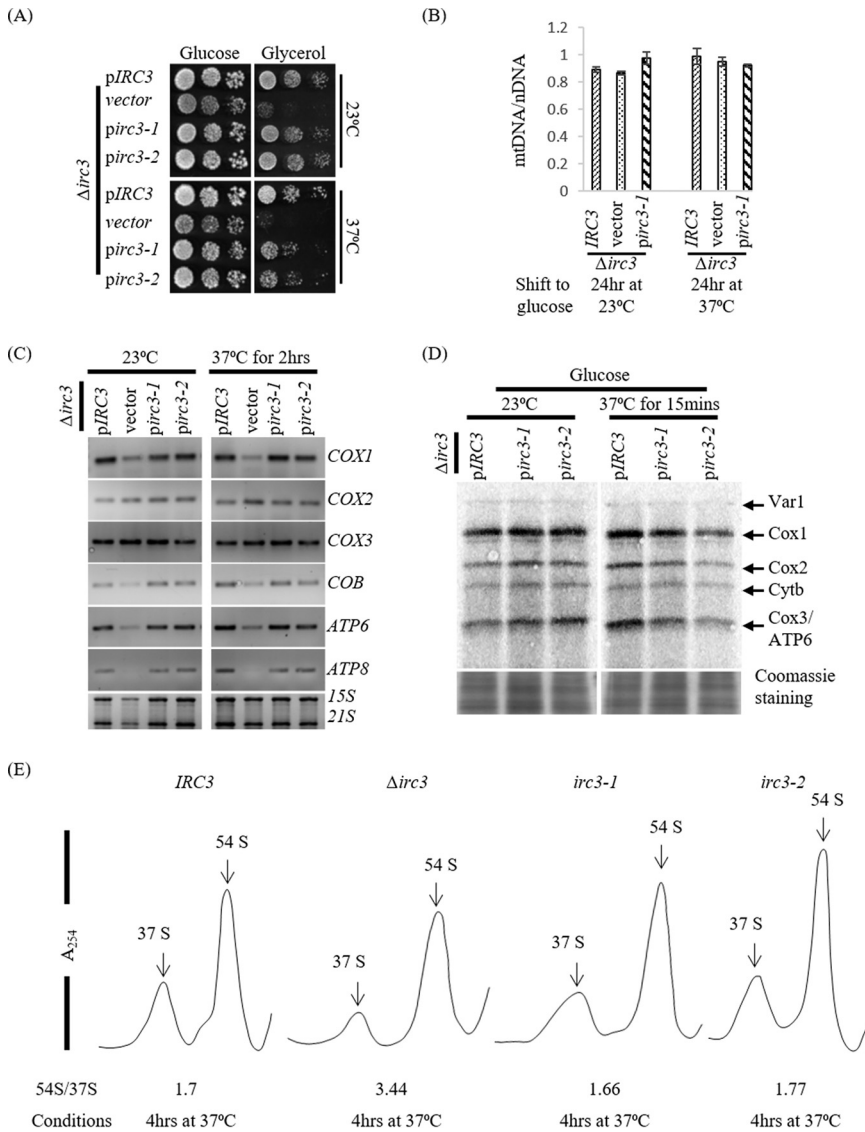 (A)
Glucose Glycerol
Δirc3
pIRC3
vector
pirc3-1
pirc3-2
23ºC
pIRC3
vector
pirc3-1
pirc3-2
37ºC
(B)
mtDNA/nDNA
1.2
1
0.8
0.6
0.4
0.2
0
IRC3 vector pirc3-1 IRC3 vector pirc3-1
Δirc3 Δirc3
Shift to 24hr at 24hr at
glucose 23ºC 37ºC
(C)
23ºC 37ºC for 2hrs
Δirc3 pIRC3 vector pirc3-1 pirc3-2 pIRC3 vector pirc3-1 pirc3-2
COX1
COX2
COX3
COB
ATP6
ATP8
15S
21S
(D)
Glucose
23ºC 37ºC for 15mins
Δirc3 pIRC3 pirc3-1 pirc3-2 pIRC3 pirc3-1 pirc3-2
Var1
Cox1
Cox2
Cytb
Cox3/
ATP6
Coomassie
staining
(E)
IRC3 Δirc3 irc3-1 irc3-2
A254
37 S 54 S 37 S 54 S 37 S 54 S 37 S 54 S
54S/37S 1.7 3.44 1.66 1.77
Conditions 4hrs at 37ºC 4hrs at 37ºC 4hrs at 37ºC 4hrs at 37ºC